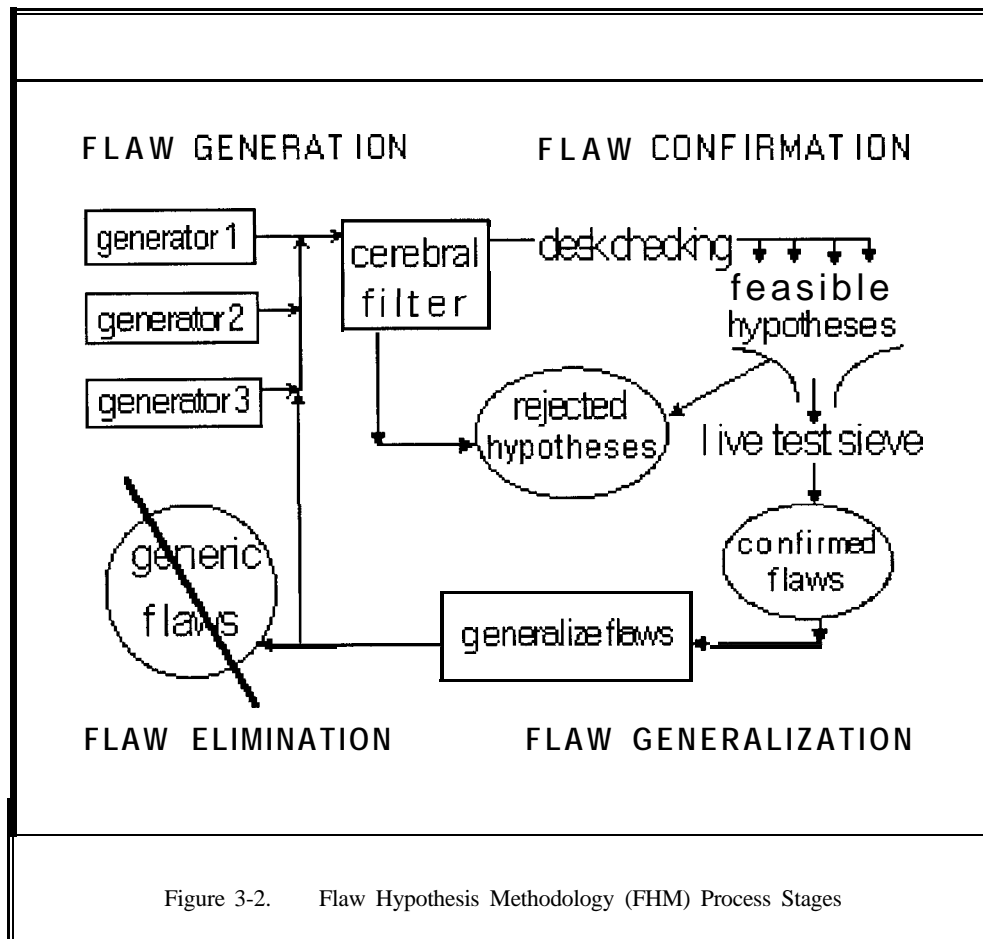 FLAW GENERATION
FLAW CONFIRMATION
generator 1
generator 2
generator 3
cerebral
filter
desk checking
feasible
hypotheses
rejected
hypotheses
live test sieve
confirmed
flaws
generic
flaws
generalize flaws
FLAW ELIMINATION
FLAW GENERALIZATION
Figure 3-2. Flaw Hypothesis Methodology (FHM) Process Stages